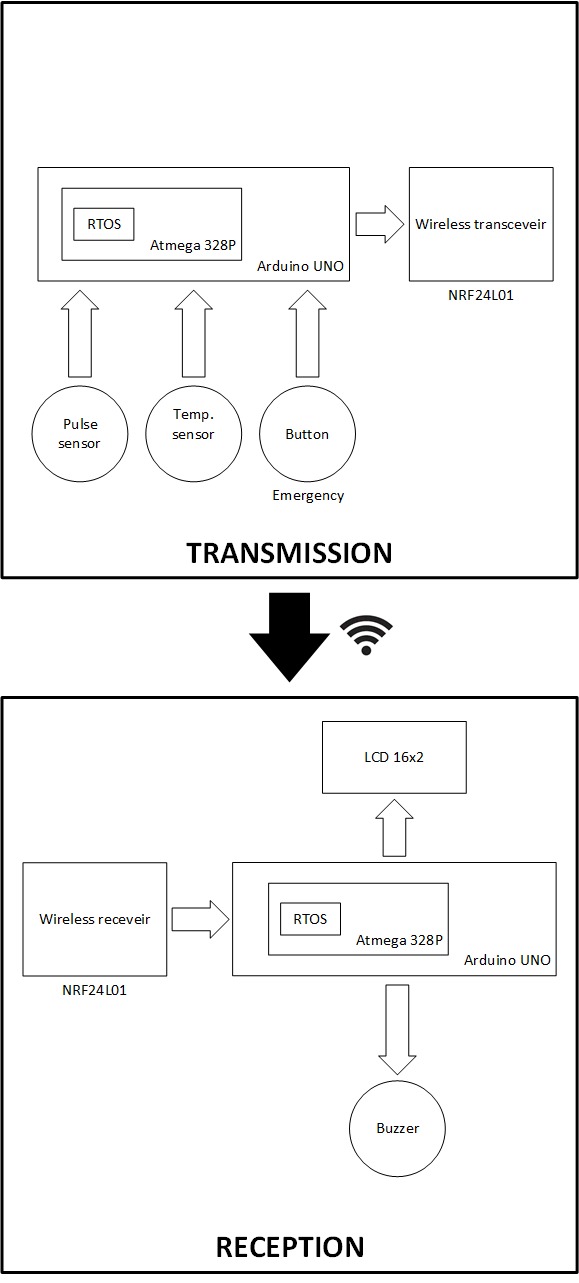 RTOS
Atmega 328P
Arduino UNO
Wireless transceveir
NRF24L01
Pulse
sensor
Temp.
sensor
Button
Emergency
TRANSMISSION
LCD 16x2
Wireless receveir
NRF24L01
RTOS
Atmega 328P
Arduino UNO
Buzzer
RECEPTION